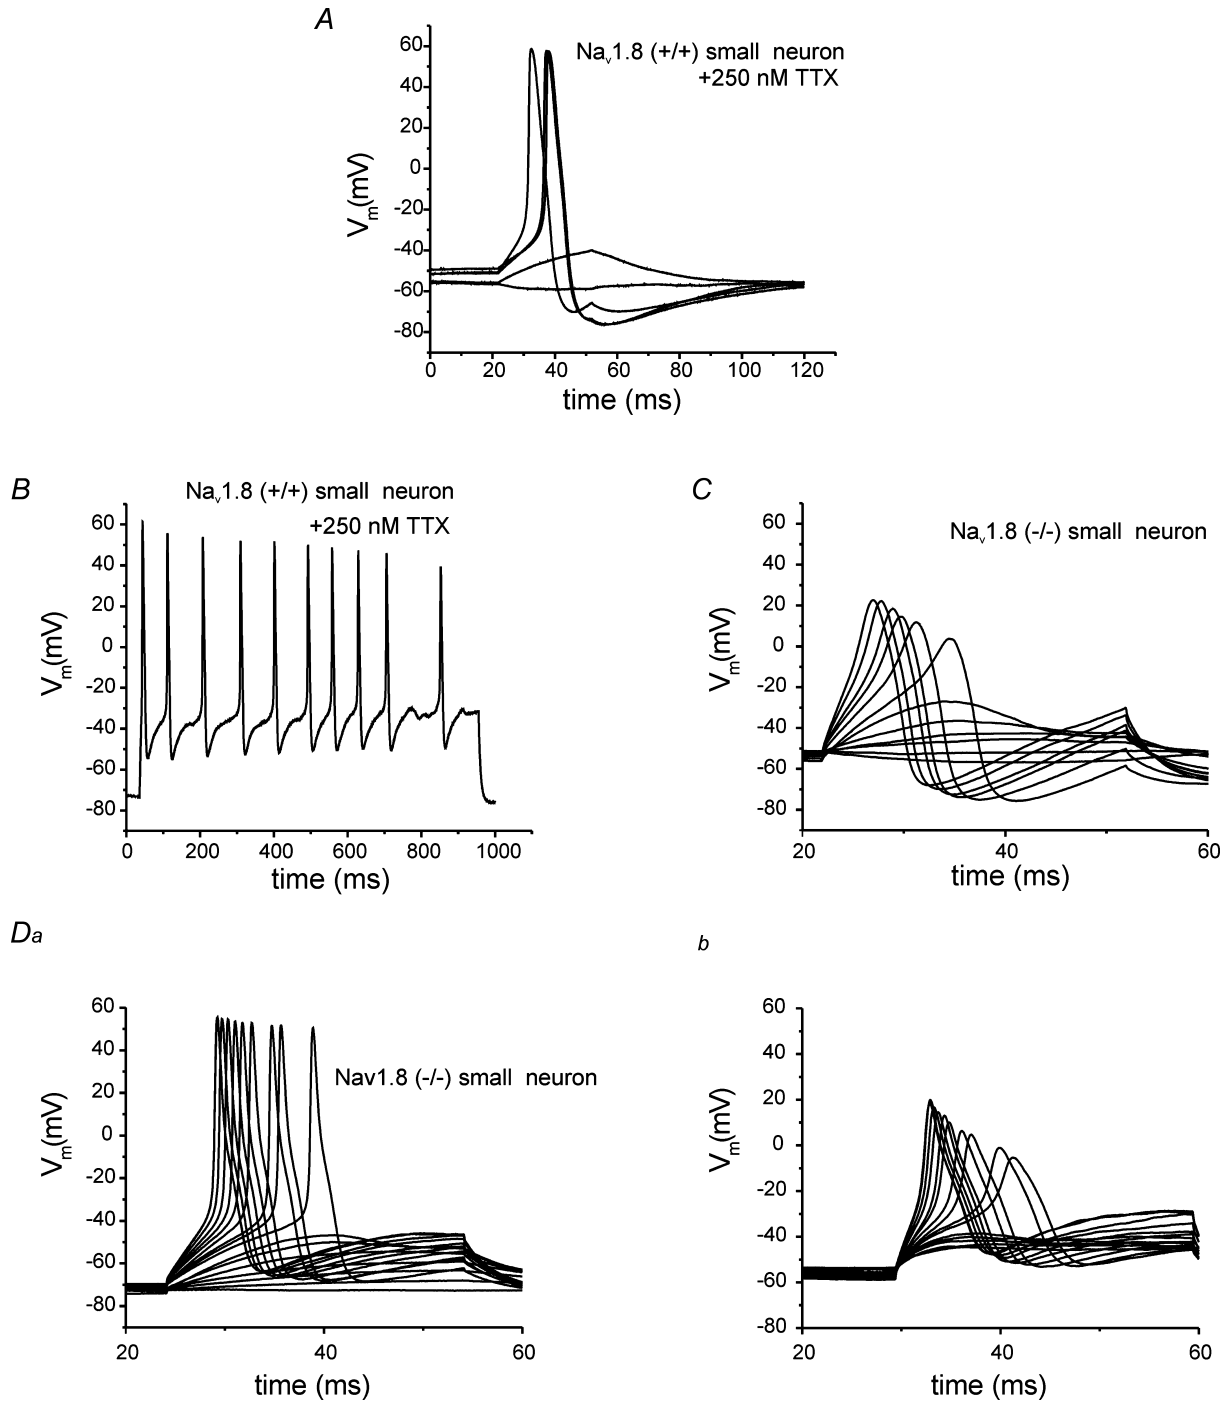 A
Nav1.8 (+/+) small neuron
+250 nM TTX
60
40
20
0
-20
-40
-60
-80
Vm(mV)
0 20 40 60 80 100 120
time (ms)
B
Nav1.8 (+/+) small neuron
+250 nM TTX
60
40
20
0
-20
-40
-60
-80
Vm(mV)
0 200 400 600 800 1000
time (ms)
C
Nav1.8 (-/-) small neuron
60
40
20
0
-20
-40
-60
-80
Vm(mV)
20 40 60
time (ms)
Da
Nav1.8 (-/-) small neuron
60
40
20
0
-20
-40
-60
-80
Vm(mV)
20 40 60
time (ms)
b
60
40
20
0
-20
-40
-60
-80
Vm(mV)
20 40 60
time (ms)